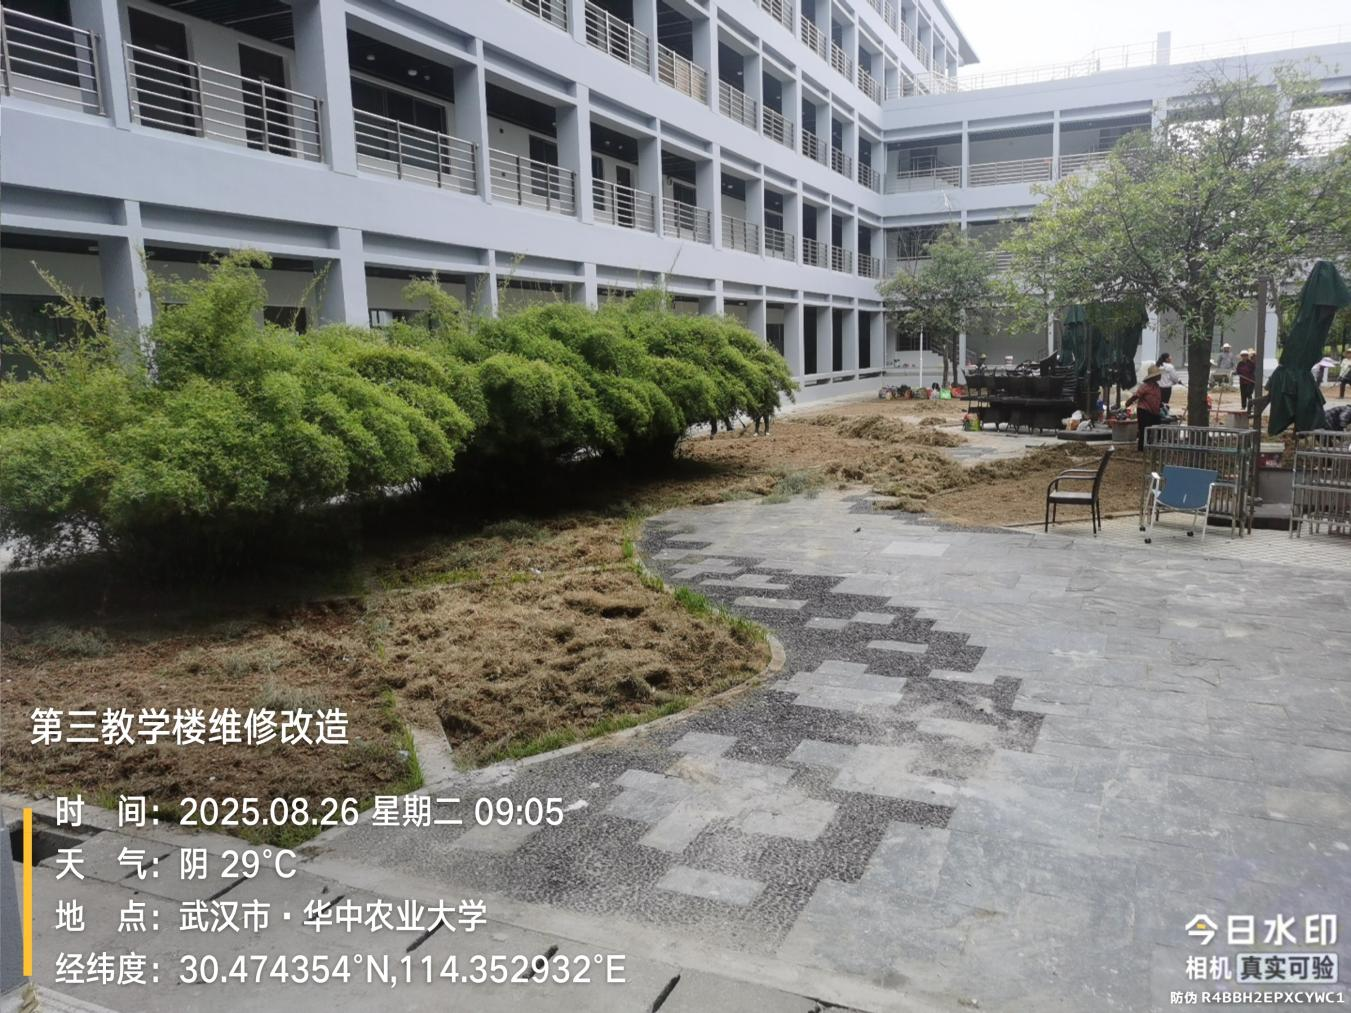 第三教学楼维修改造
时 间：2025.08.26 星期二 09:05
天 气：阴 29°C
地 点：武汉市·华中农业大学
经纬度：30.474354°N,114.352932°E
今日水印
相机 真实可验
防伪 R4BBH2EPXCYWC1